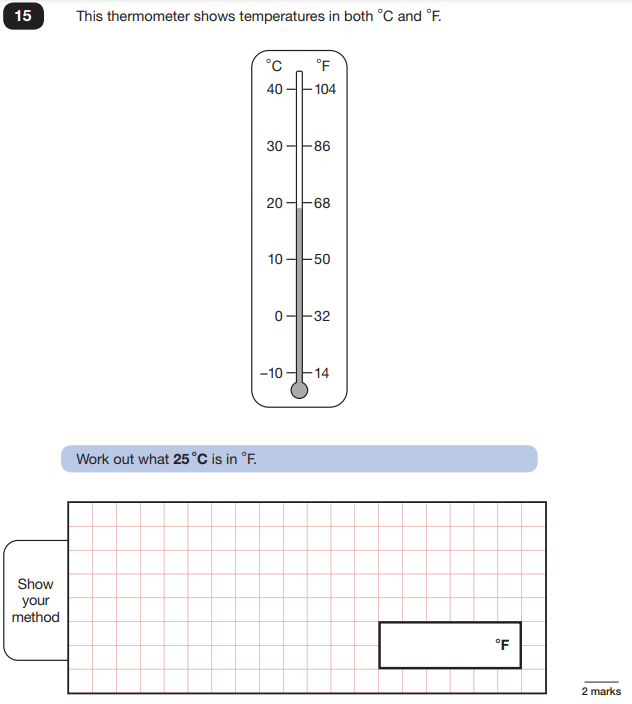 15 This thermometer shows temperatures in both °C and °F.
°C °F
40 104
30 86
20 68
10 50
0 32
–10 14
Work out what 25 °C is in °F.
Show
your
method
°F
2 marks